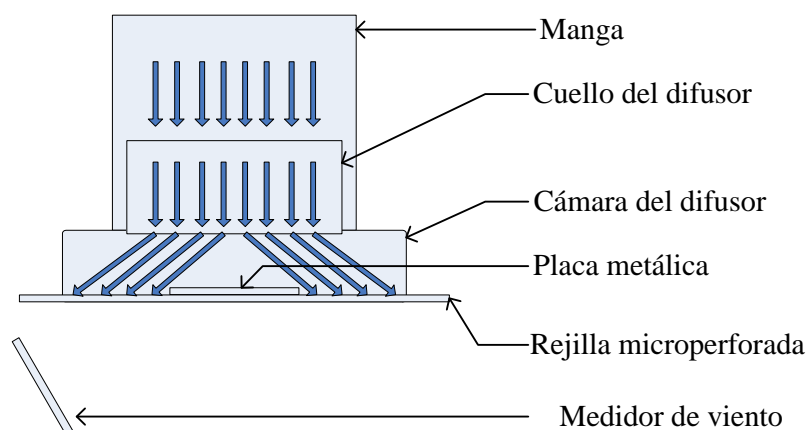 Manga
Cuello del difusor
Cámara del difusor
Placa metálica
Rejilla microperforada
Medidor de viento